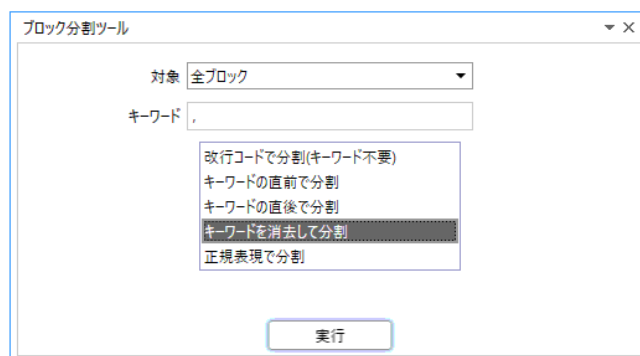 ブロック分割ツール
対象 全ブロック
キーワード ,
改行コードで分割(キーワード不要)
キーワードの直前で分割
キーワードの直後で分割
キーワードを消去して分割
正規表現で分割
実行